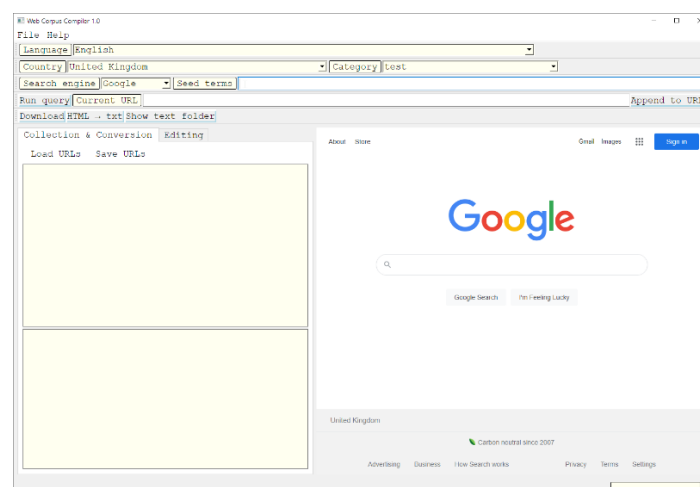 Web Corpus Compiler 1.0
File Help
Language English
Country United Kingdom Category test
Search engine Google Seed terms
Run query Current URL Append to UR
Download HTML → txt Show text folder
Collection & Conversion Editing
Load URLs Save URLs
About Store Gmail Images Sign in
Google
Google Search I'm Feeling Lucky
United Kingdom
Carbon neutral since 2007
Advertising Business How Search works Privacy Terms Settings